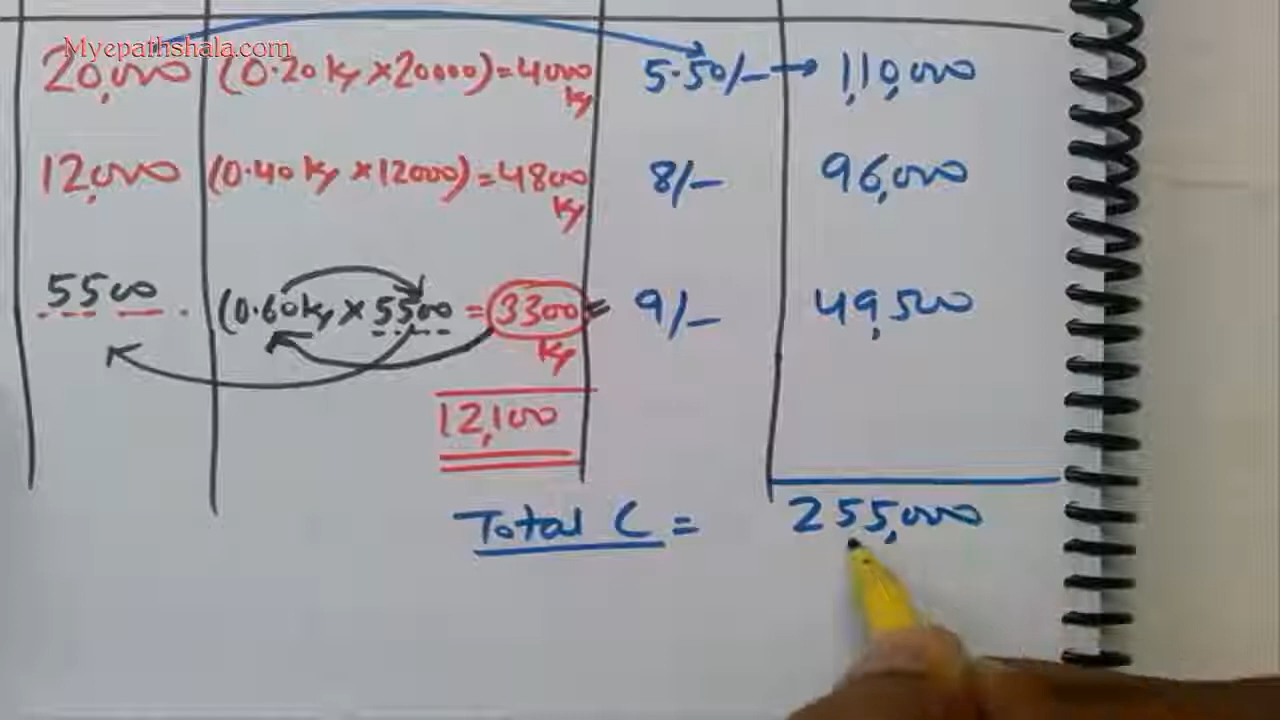 Myepathshala.com
20,000 (0.20 Kg × 20000) = 4000 Kg 5.50/- → 1,10,000
12,000 (0.40 Kg × 12000) = 4800 Kg 8/- 96,000
5500 (0.60 Kg × 5500 = 3300 Kg = 9/- 49,500
12,100
Total C = 255,000